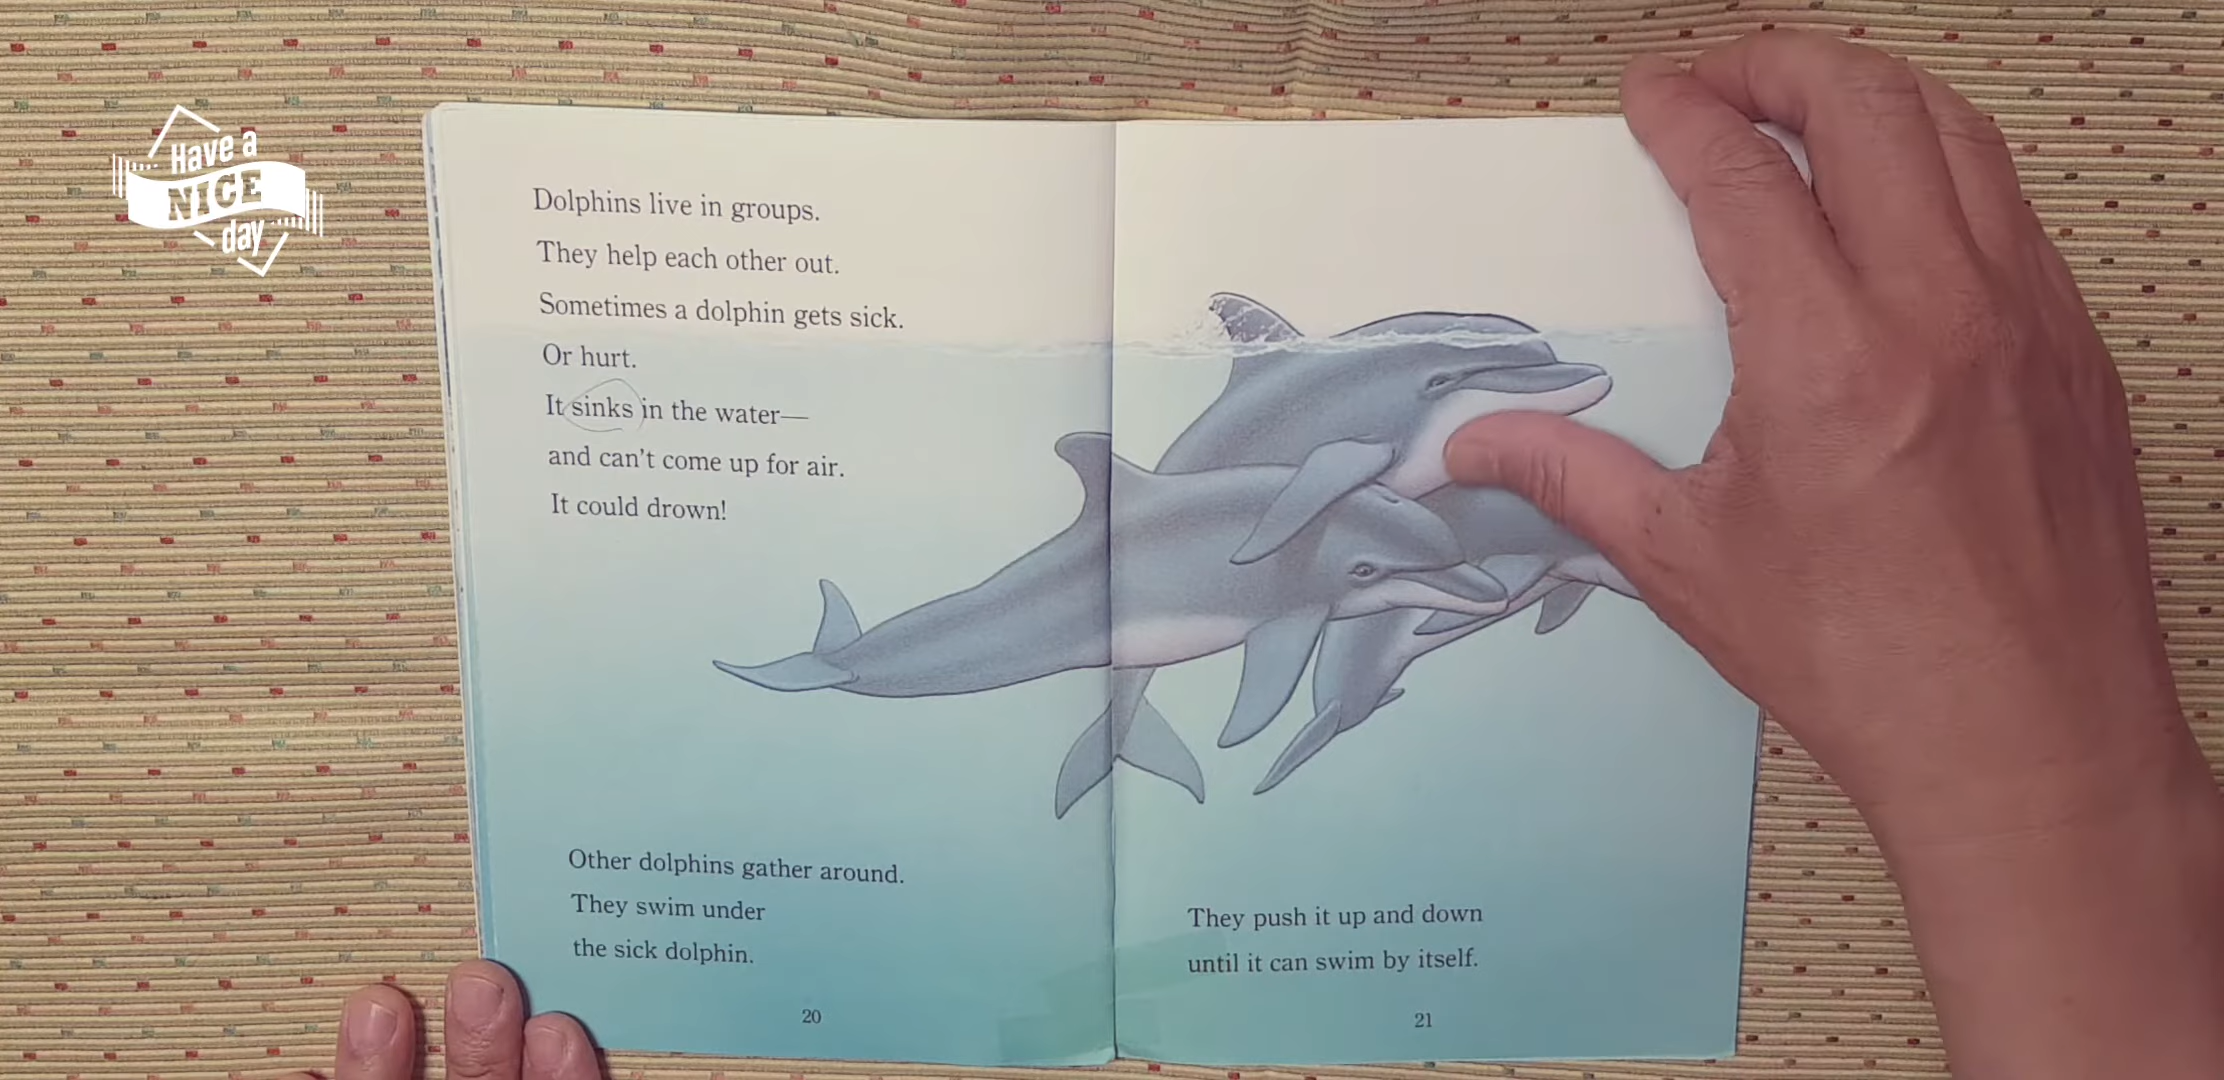 Have a
NICE
day
Dolphins live in groups.
They help each other out.
Sometimes a dolphin gets sick.
Or hurt.
It sinks in the water—
and can't come up for air.
It could drown!
Other dolphins gather around.
They swim under
the sick dolphin.
20
They push it up and down
until it can swim by itself.
21